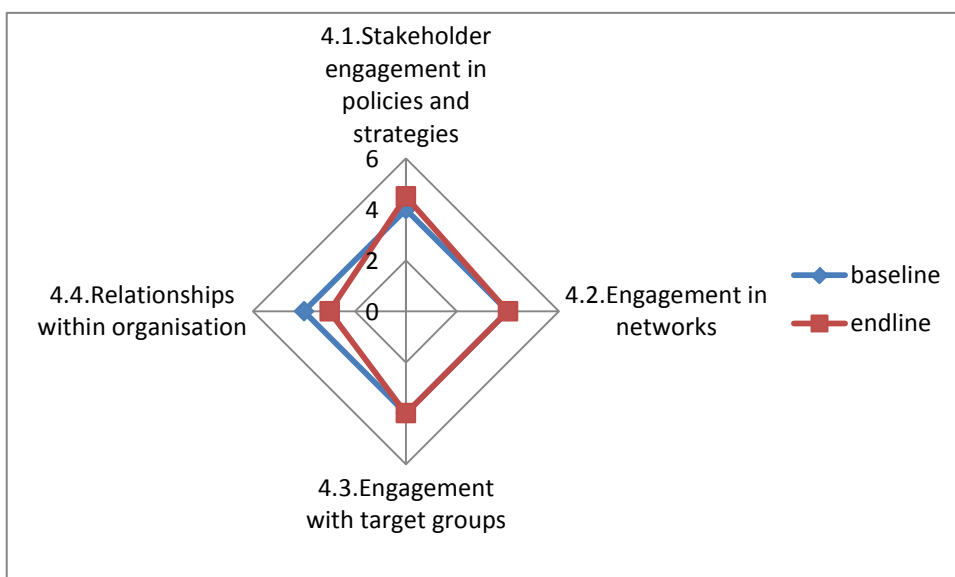 4.1.Stakeholder
engagement in
policies and
strategies
6
4
2
0
4.4.Relationships
within organisation
4.2.Engagement in
networks
4.3.Engagement
with target groups
baseline
endline